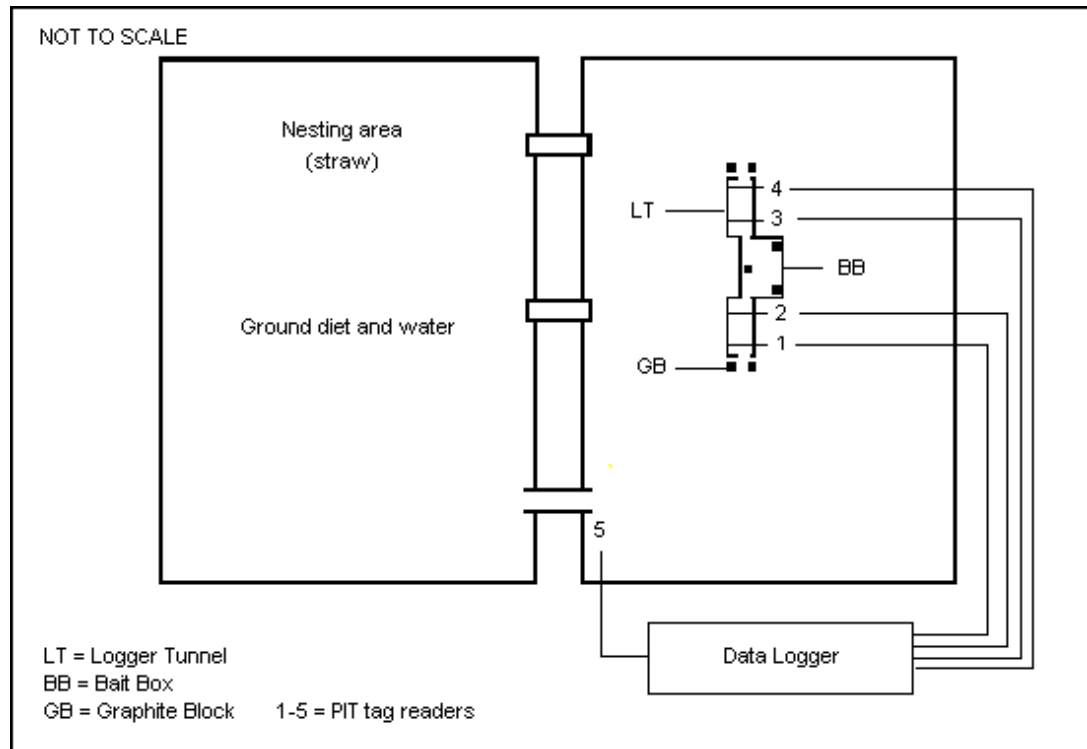 NOT TO SCALE
Nesting area
(straw)
4
LT
3
BB
Ground diet and water
2
1
GB
5
LT = Logger Tunnel
Data Logger
BB = Bait Box
GB = Graphite Block 1-5 = PIT tag readers